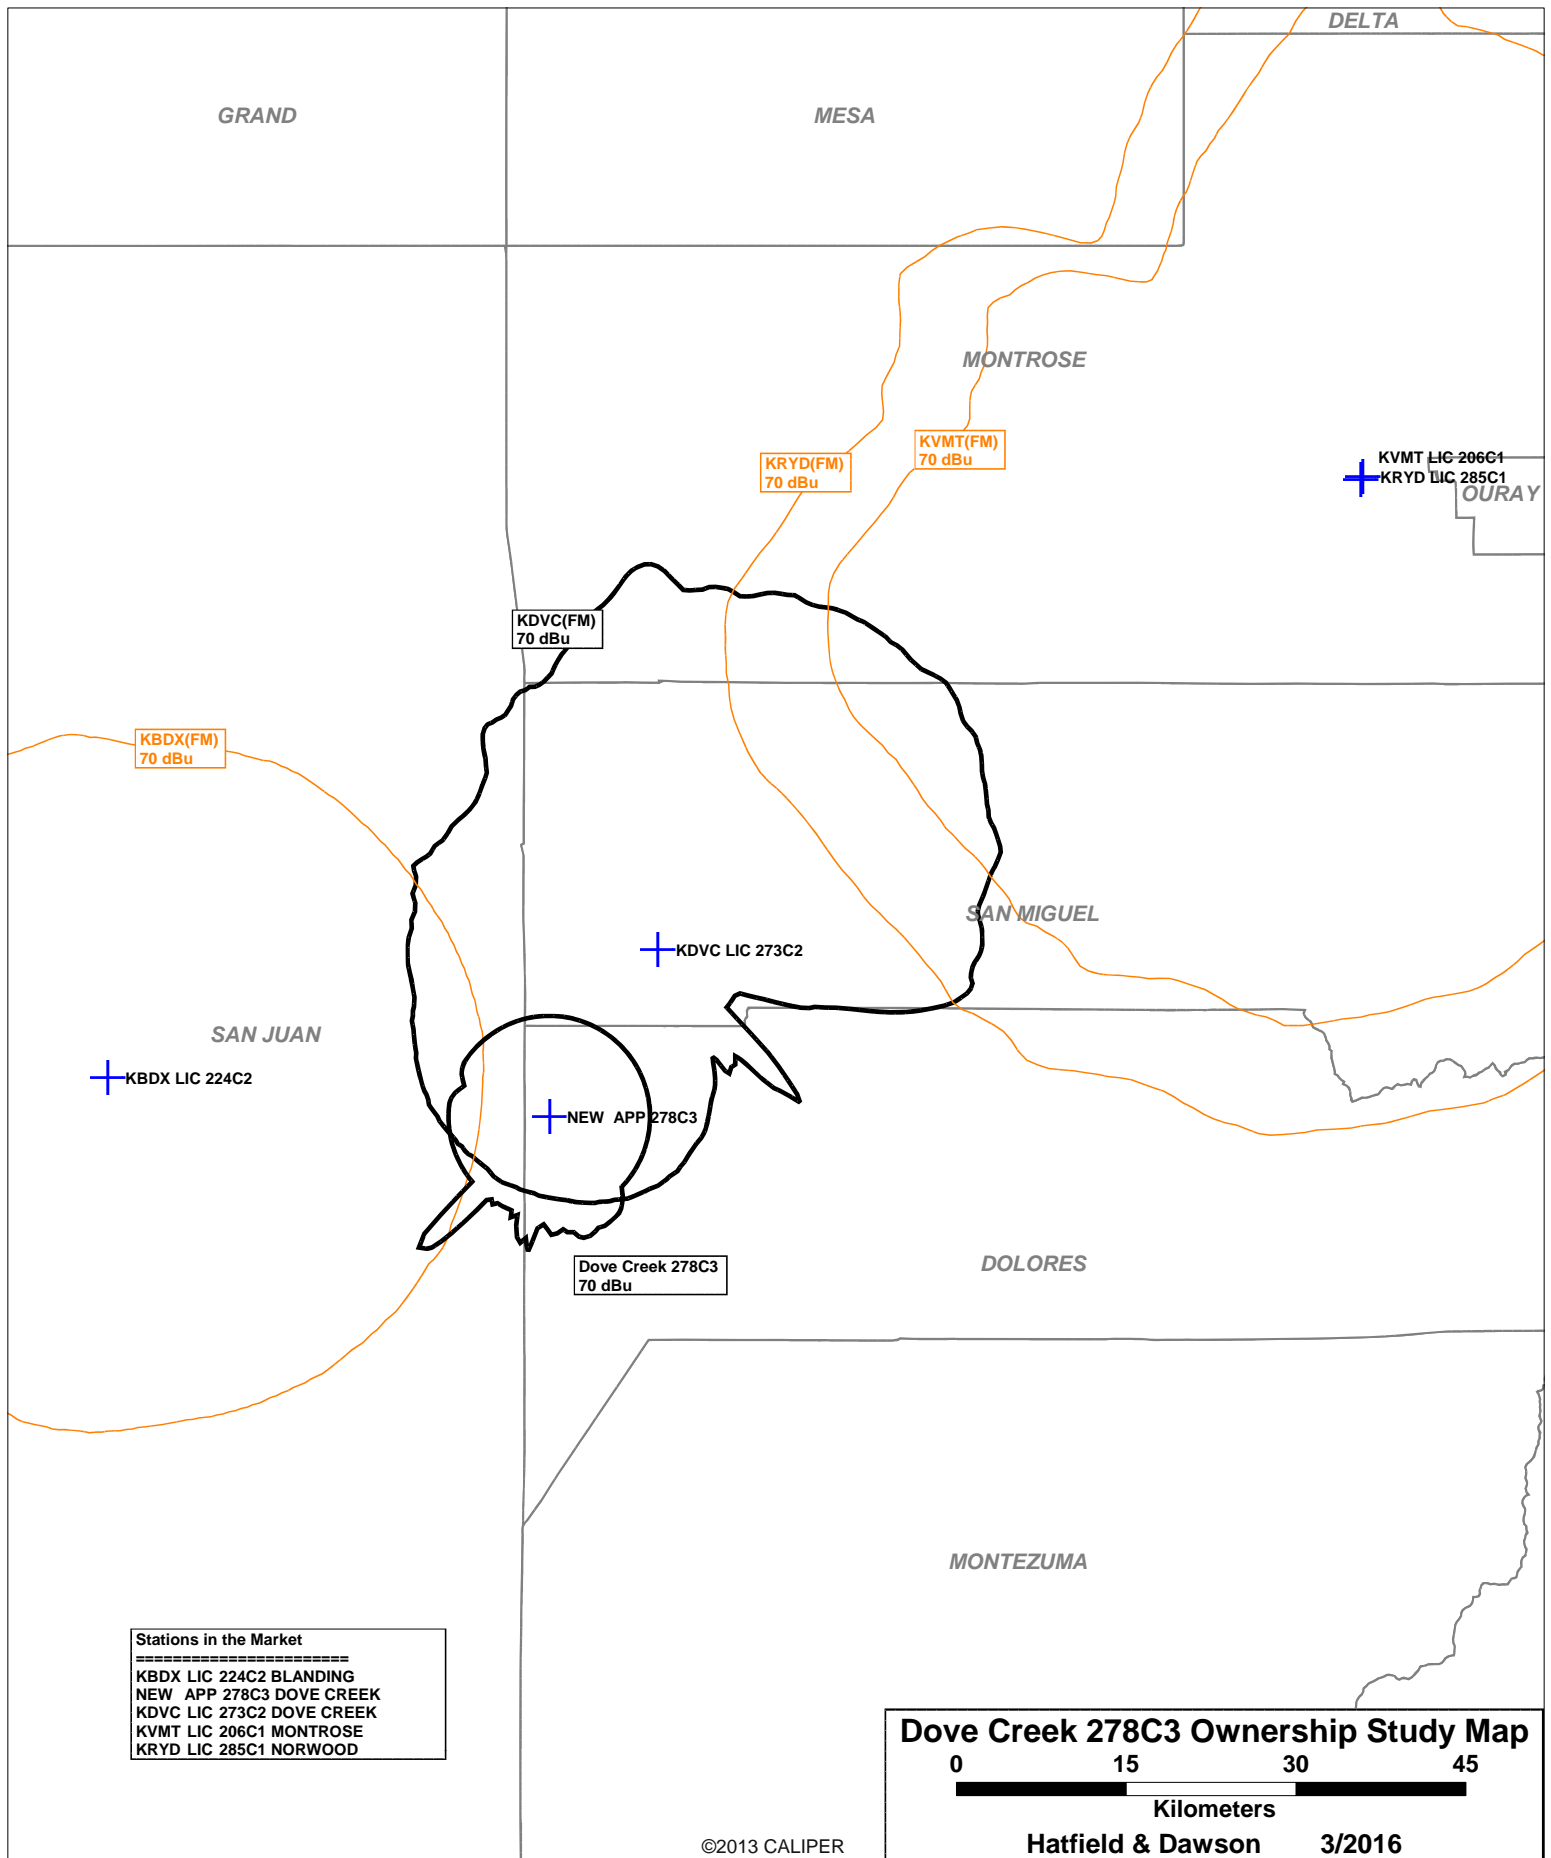 DELTA
GRAND
MESA
MONTROSE
KVMT(FM)
70 dBu
KRYD(FM)
70 dBu
KVMT LIC 206C1
KRYD LIC 285C1
OURAY
KDVC(FM)
70 dBu
KBDX(FM)
70 dBu
SAN MIGUEL
KDVC LIC 273C2
SAN JUAN
KBDX LIC 224C2
NEW  APP 278C3
Dove Creek 278C3
70 dBu
DOLORES
MONTEZUMA
Stations in the Market
=======================
KBDX LIC 224C2 BLANDING
NEW  APP 278C3 DOVE CREEK
KDVC LIC 273C2 DOVE CREEK
KVMT LIC 206C1 MONTROSE
KRYD LIC 285C1 NORWOOD
Dove Creek 278C3 Ownership Study Map
0 15 30 45
Kilometers
Hatfield & Dawson 3/2016
©2013 CALIPER